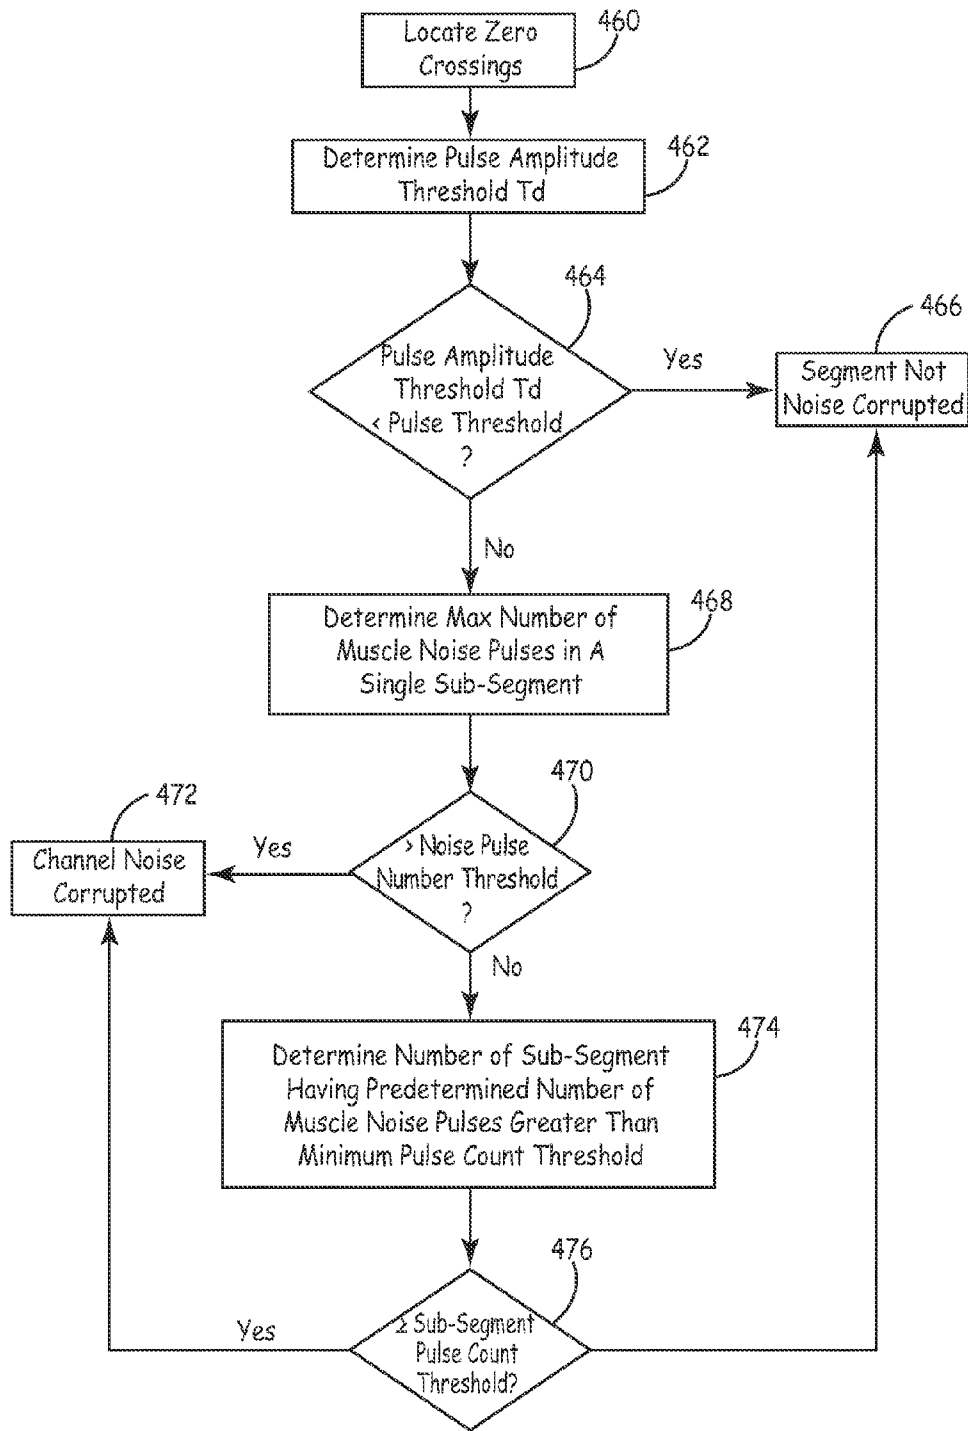 Locate Zero
Crossings
460
Determine Pulse Amplitude
Threshold Td
462
464
Pulse Amplitude
Threshold Td
< Pulse Threshold
?
Yes
466
Segment Not
Noise Corrupted
No
Determine Max Number of
Muscle Noise Pulses in A
Single Sub-Segment
468
470
> Noise Pulse
Number Threshold
?
Yes
472
Channel Noise
Corrupted
No
474
Determine Number of Sub-Segment
Having Predetermined Number of
Muscle Noise Pulses Greater Than
Minimum Pulse Count Threshold
476
≥ Sub-Segment
Pulse Count
Threshold?
Yes